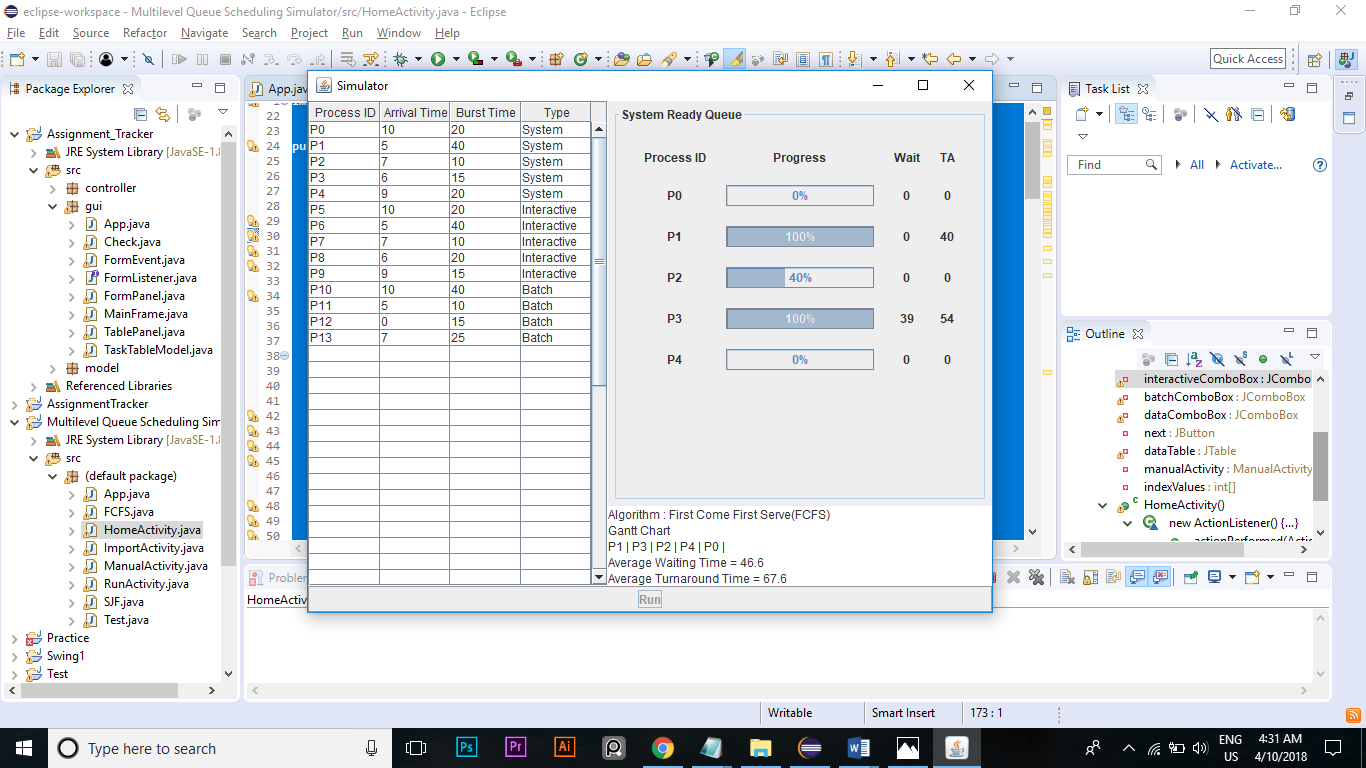 eclipse-workspace - Multilevel Queue Scheduling Simulator/src/HomeActivity.java - Eclipse
File Edit Source Refactor Navigate Search Project Run Window Help
Quick Access
Package Explorer
Assignment_Tracker
JRE System Library [JavaSE-1.8
src
controller
gui
App.java
Check.java
FormEvent.java
FormListener.java
FormPanel.java
MainFrame.java
TablePanel.java
TaskTableModel.java
model
Referenced Libraries
AssignmentTracker
Multilevel Queue Scheduling Sim
JRE System Library [JavaSE-1.8
src
(default package)
App.java
FCFS.java
HomeActivity.java
ImportActivity.java
ManualActivity.java
RunActivity.java
SJF.java
Test.java
Practice
Swing1
Test
App.jav
22
23
24 pu
25
26
27
28
29
30
31
32
33
34
35
36
37
38
39
40
41
42
43
44
45
46
47
48
49
50
Simulator
Process ID Arrival Time Burst Time Type
P0 10 20 System
P1 5 40 System
P2 7 10 System
P3 6 15 System
P4 9 20 System
P5 10 20 Interactive
P6 5 40 Interactive
P7 7 10 Interactive
P8 6 20 Interactive
P9 9 15 Interactive
P10 10 40 Batch
P11 5 10 Batch
P12 0 15 Batch
P13 7 25 Batch
System Ready Queue
Process ID Progress Wait TA
P0 0% 0 0
P1 100% 0 40
P2 40% 0 0
P3 100% 39 54
P4 0% 0 0
Algorithm : First Come First Serve(FCFS)
Gantt Chart
P1 | P3 | P2 | P4 | P0 |
Average Waiting Time = 46.6
Average Turnaround Time = 67.6
Run
Problem
HomeActiv
Task List
Find All Activate...
Outline
interactiveComboBox : JCombo
batchComboBox : JComboBox
dataComboBox : JComboBox
next : JButton
dataTable : JTable
manualActivity : ManualActivity
indexValues : int[]
HomeActivity()
new ActionListener() {...}
actionPerformed(Actio
Writable Smart Insert 173 : 1
Type here to search
Ps Pr Ai
ENG
US
4:31 AM
4/10/2018